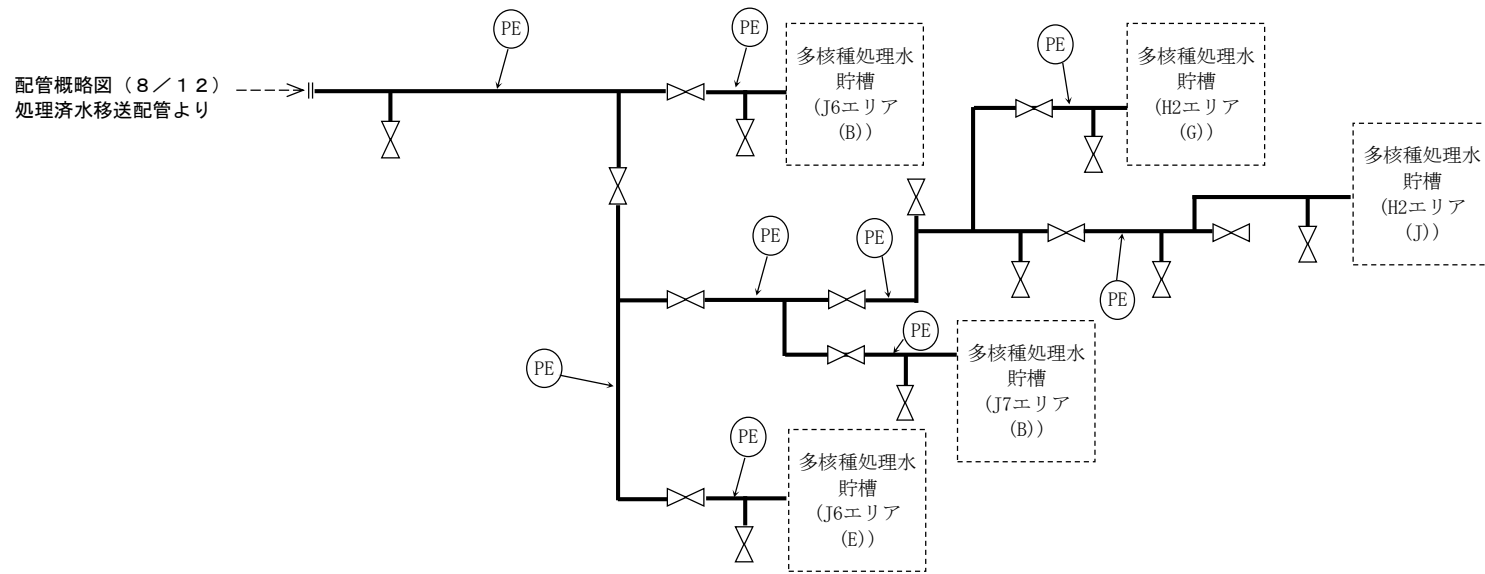 配管概略図（８／１２）
処理済水移送配管より
PE
PE
多核種処理水
貯槽
(J6エリア
(B))
PE
多核種処理水
貯槽
(H2エリア
(G))
多核種処理水
貯槽
(H2エリア
(J))
PE
PE
PE
PE
多核種処理水
貯槽
(J7エリア
(B))
PE
PE
多核種処理水
貯槽
(J6エリア
(E))